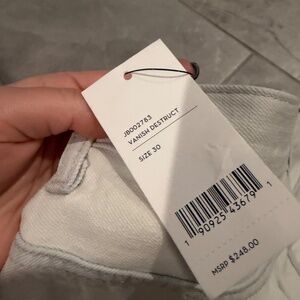 JB002783
VANISH DESTRUCT
SIZE 30
1 90925 43679 1
MSRP $248.00